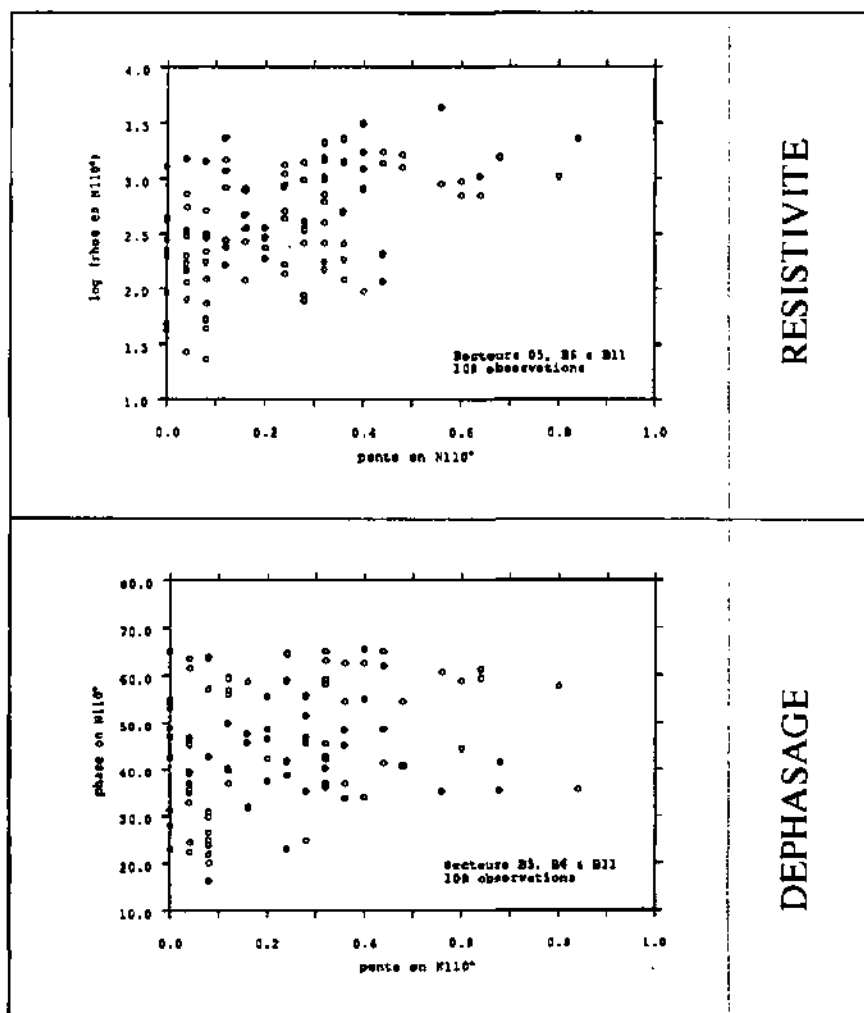 4.0
1.3
3.0
2.5
2.0
1.3
1.0
log (rhoe en N110°)
Secteurs B5, B6 & B11
108 observations
0.0 0.2 0.4 0.6 0.8 1.0
pente en N110°
RESISTIVITE
80.0
70.0
60.0
50.0
40.0
30.0
20.0
10.0
phase en N110°
Secteurs B5, B6 & B11
108 observations
0.0 0.2 0.4 0.6 0.8 1.0
pente en N110°
DEPHASAGE